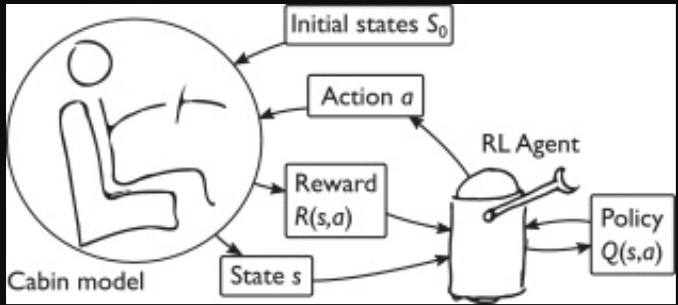 Initial states S₀
Action a
RL Agent
Reward
R(s,a)
Policy
Q(s,a)
State s
Cabin model